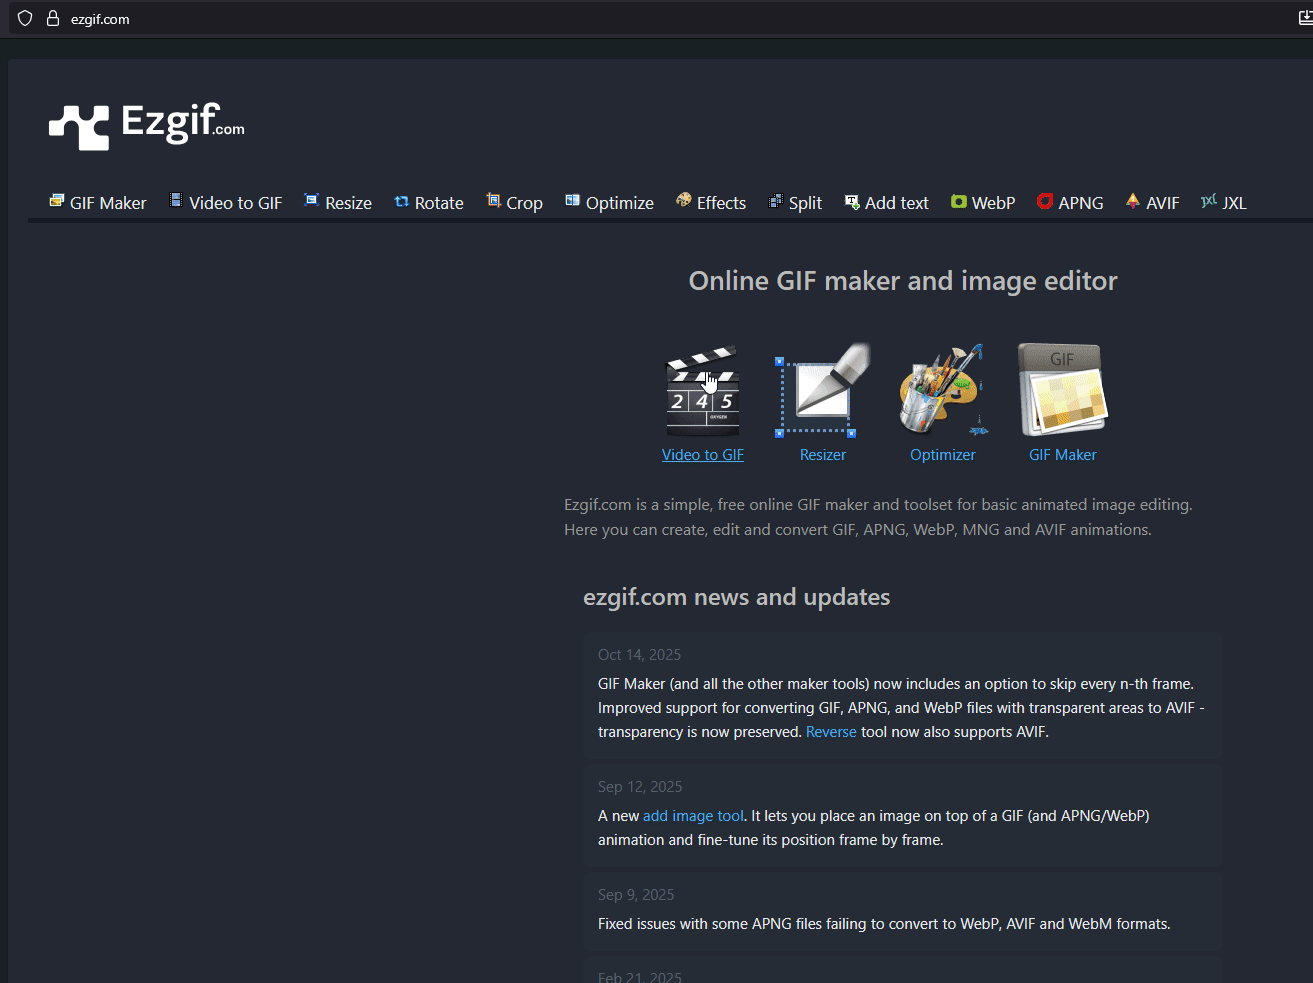 ezgif.com
Ezgif.com
GIF Maker Video to GIF Resize Rotate Crop Optimize Effects Split Add text WebP APNG AVIF JXL
Online GIF maker and image editor
2 4 5
OXYGEN
GIF
Video to GIF Resizer Optimizer GIF Maker
Ezgif.com is a simple, free online GIF maker and toolset for basic animated image editing.
Here you can create, edit and convert GIF, APNG, WebP, MNG and AVIF animations.
ezgif.com news and updates
Oct 14, 2025
GIF Maker (and all the other maker tools) now includes an option to skip every n-th frame.
Improved support for converting GIF, APNG, and WebP files with transparent areas to AVIF -
transparency is now preserved. Reverse tool now also supports AVIF.
Sep 12, 2025
A new add image tool. It lets you place an image on top of a GIF (and APNG/WebP)
animation and fine-tune its position frame by frame.
Sep 9, 2025
Fixed issues with some APNG files failing to convert to WebP, AVIF and WebM formats.
Feb 21, 2025